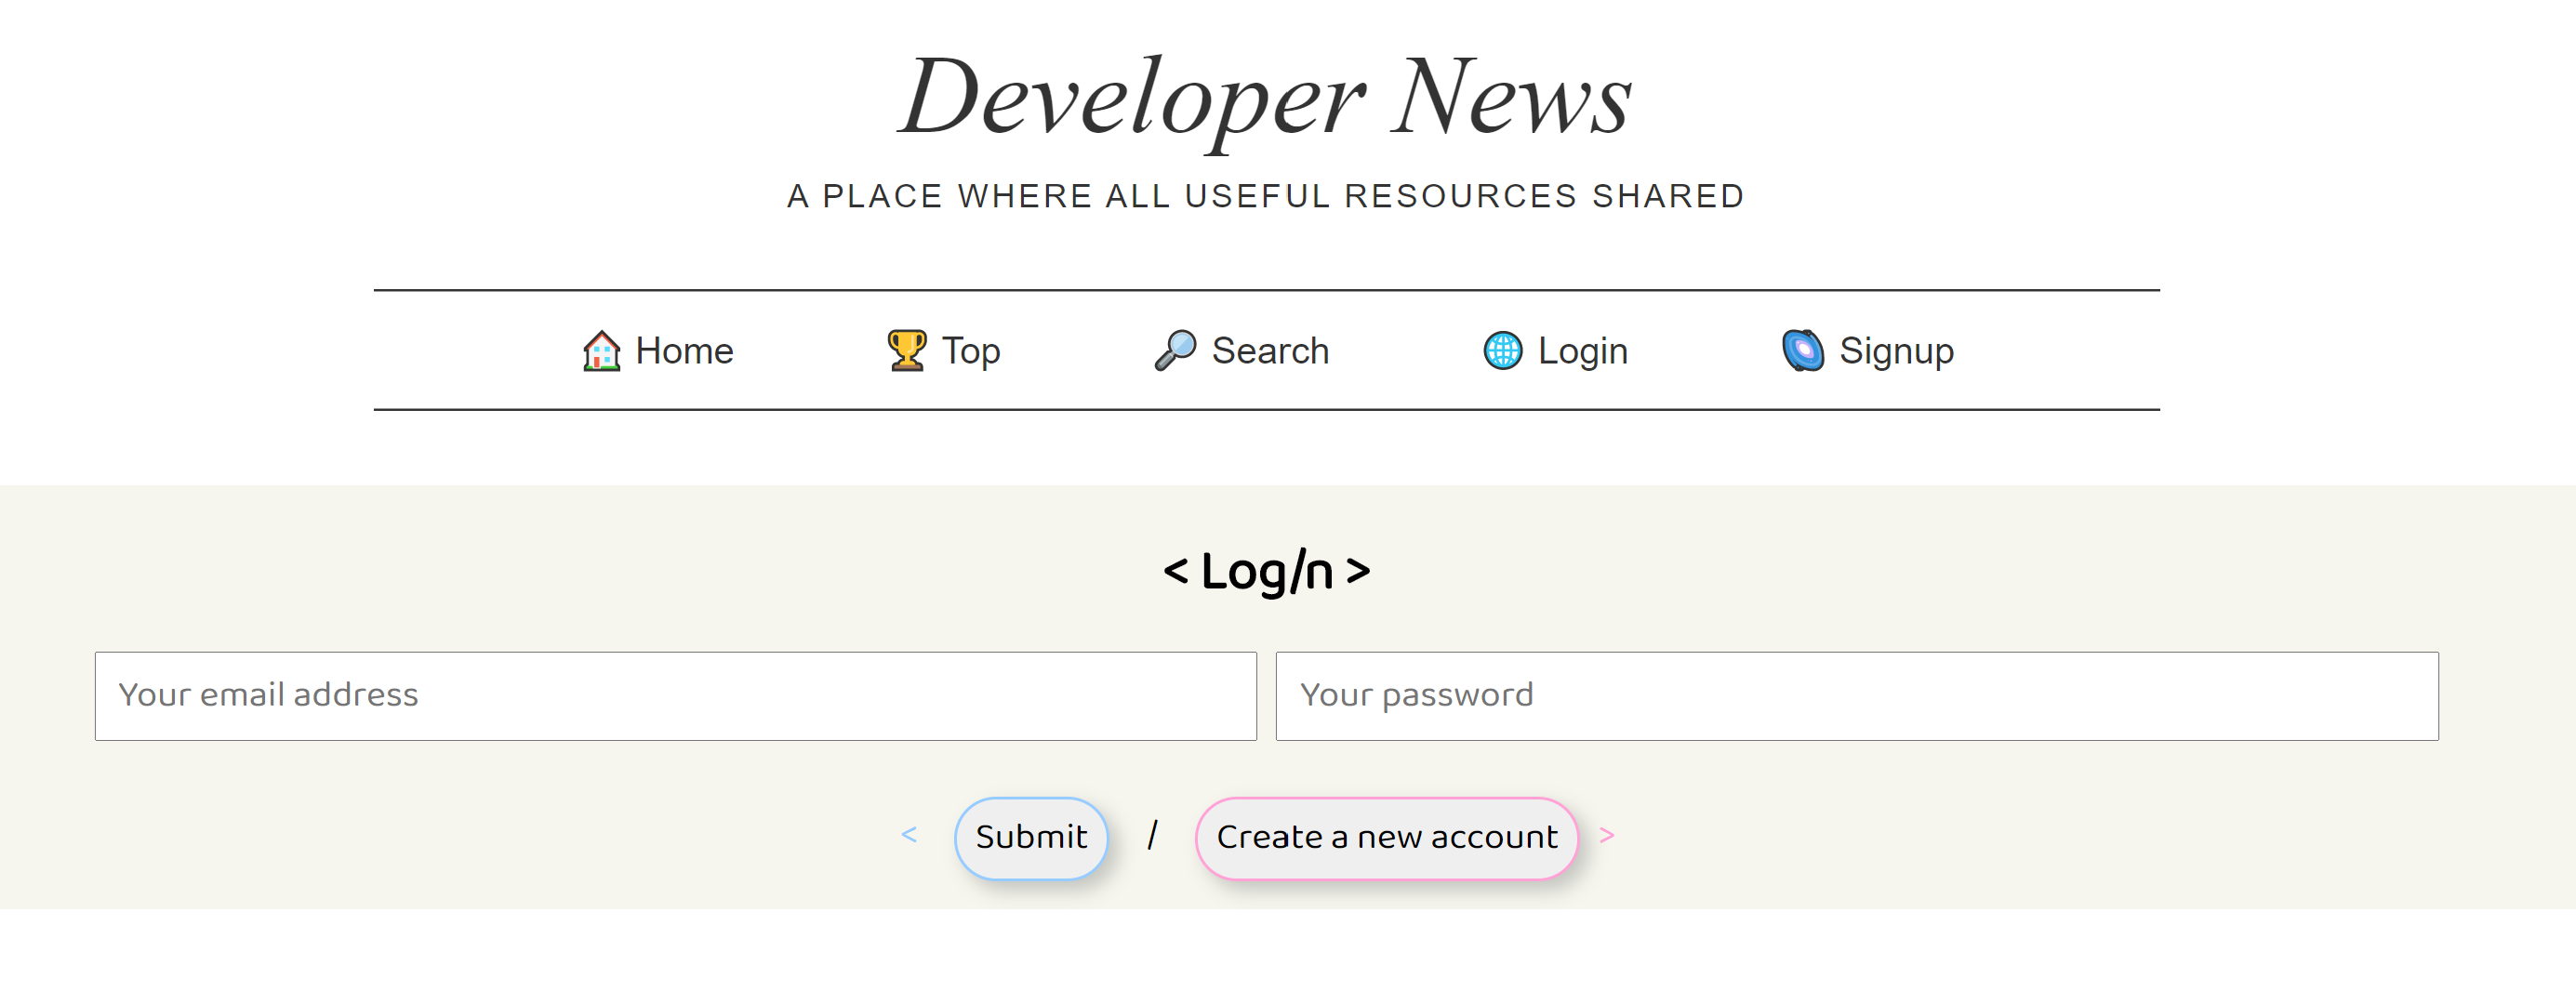 Developer News
A PLACE WHERE ALL USEFUL RESOURCES SHARED
Home Top Search Login Signup
< Log/n >
Your email address Your password
< Submit / Create a new account >